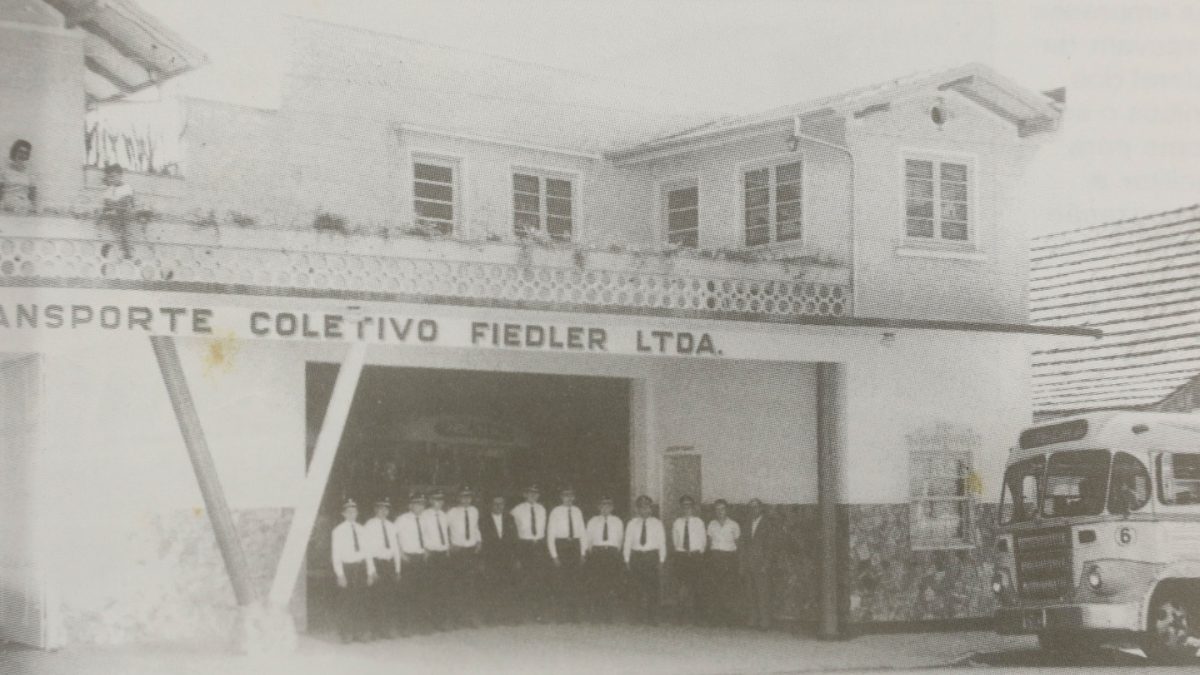 ANSPORTE COLETIVO FIEDLER LTDA.
6